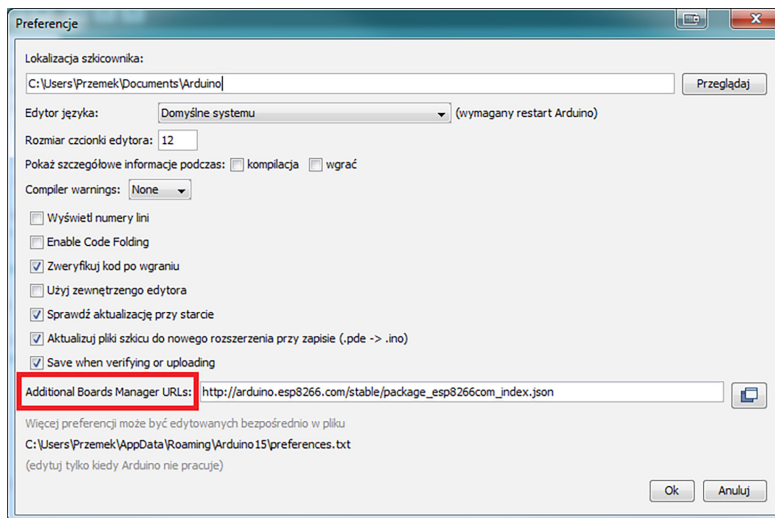 Preferencje
Lokalizacja szkicownika:
C:\Users\Przemek\Documents\Arduino
Przeglądaj
Edytor języka: Domyślne systemu (wymagany restart Arduino)
Rozmiar czcionki edytora: 12
Pokaż szczegółowe informacje podczas: kompilacja wgrać
Compiler warnings: None
Wyświetl numery lini
Enable Code Folding
Zweryfikuj kod po wgraniu
Użyj zewnętrzengo edytora
Sprawdź aktualizację przy starcie
Aktualizuj pliki szkicu do nowego rozszerzenia przy zapisie (.pde -> .ino)
Save when verifying or uploading
Additional Boards Manager URLs: http://arduino.esp8266.com/stable/package_esp8266com_index.json
Więcej preferencji może być edytowanych bezpośrednio w pliku
C:\Users\Przemek\AppData\Roaming\Arduino15\preferences.txt
(edytuj tylko kiedy Arduino nie pracuje)
Ok Anuluj